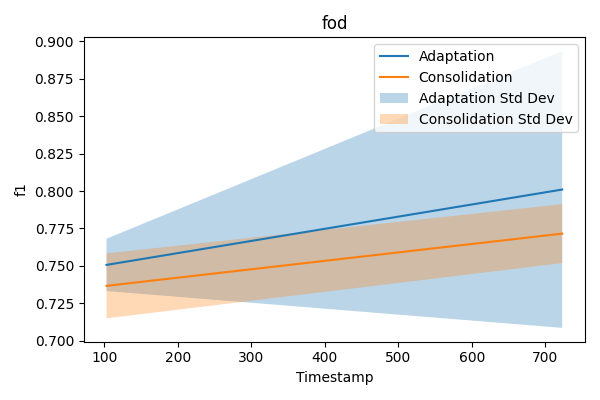 fod
0.900
0.875
0.850
0.825
0.800
0.775
0.750
0.725
0.700
f1
Adaptation
Consolidation
Adaptation Std Dev
Consolidation Std Dev
100 200 300 400 500 600 700
Timestamp